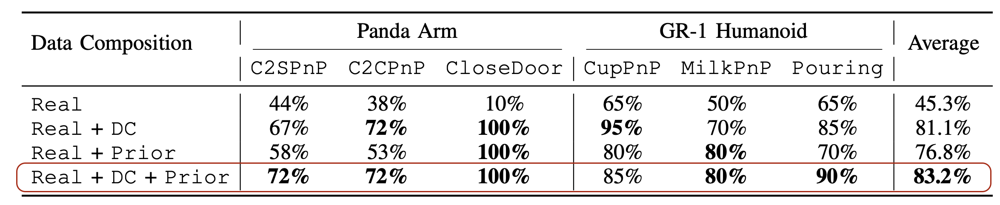 Data Composition Panda Arm GR-1 Humanoid Average
C2SPnP C2CPnP CloseDoor CupPnP MilkPnP Pouring
Real 44% 38% 10% 65% 50% 65% 45.3%
Real + DC 67% 72% 100% 95% 70% 85% 81.1%
Real + Prior 58% 53% 100% 80% 80% 70% 76.8%
Real + DC + Prior 72% 72% 100% 85% 80% 90% 83.2%